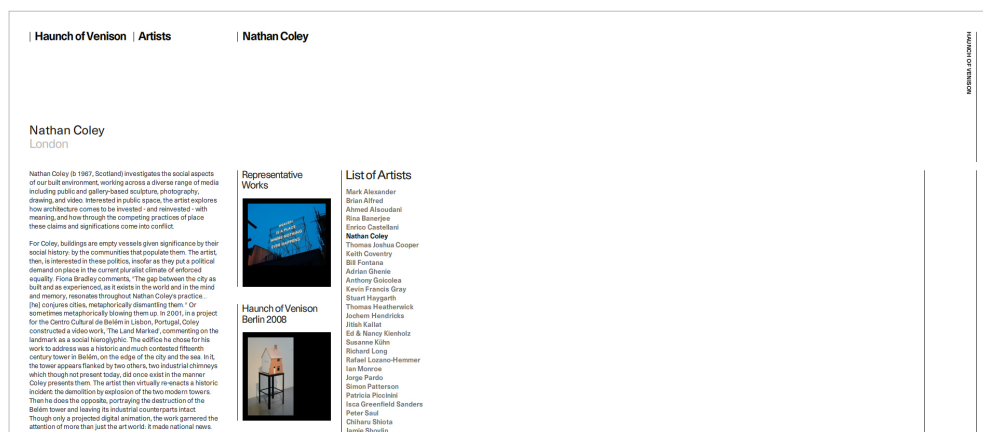 Haunch of Venison
Artists
Nathan Coley
HAUNCH OF VENISON
Nathan Coley
London
Nathan Coley (b 1967, Scotland) investigates the social aspects
of our built environment, working across a diverse range of media
including public and gallery-based sculpture, photography,
drawing, and video. Interested in public space, the artist explores
how architecture comes to be invested - and reinvested - with
meaning, and how through the competing practices of place
these claims and significations come into conflict.
For Coley, buildings are empty vessels given significance by their
social history: by the communities that populate them. The artist,
then, is interested in these politics, insofar as they put a political
demand on place in the current pluralist climate of enforced
equality. Fiona Bradley comments, "The gap between the city as
built and as experienced, as it exists in the world and in the mind
and memory, resonates throughout Nathan Coley's practice...
[he] conjures cities, metaphorically dismantling them." Or
sometimes metaphorically blowing them up. In 2001, in a project
for the Centro Cultural de Belém in Lisbon, Portugal, Coley
constructed a video work, 'The Land Marked', commenting on the
landmark as a social hieroglyphic. The edifice he chose for his
work to address was a historic and much contested fifteenth
century tower in Belém, on the edge of the city and the sea. In it,
the tower appears flanked by two others, two industrial chimneys
which though not present today, did once exist in the manner
Coley presents them. The artist then virtually re-enacts a historic
incident: the demolition by explosion of the two modern towers.
Then he does the opposite, portraying the destruction of the
Belém tower and leaving its industrial counterparts intact.
Though only a projected digital animation, the work garnered the
attention of more than just the art world: it made national news.
Representative
Works
HEAVEN
IS A PLACE
WHERE NOTHING
EVER HAPPENS
Haunch of Venison
Berlin 2008
List of Artists
Mark Alexander
Brian Alfred
Ahmed Alsoudani
Rina Banerjee
Enrico Castellani
Nathan Coley
Thomas Joshua Cooper
Keith Coventry
Bill Fontana
Adrian Ghenie
Anthony Goicolea
Kevin Francis Gray
Stuart Haygarth
Thomas Heatherwick
Jochem Hendricks
Jitish Kallat
Ed & Nancy Kienholz
Susanne Kühn
Richard Long
Rafael Lozano-Hemmer
Ian Monroe
Jorge Pardo
Simon Patterson
Patricia Piccinini
Isca Greenfield Sanders
Peter Saul
Chiharu Shiota
Jamie Shovlin